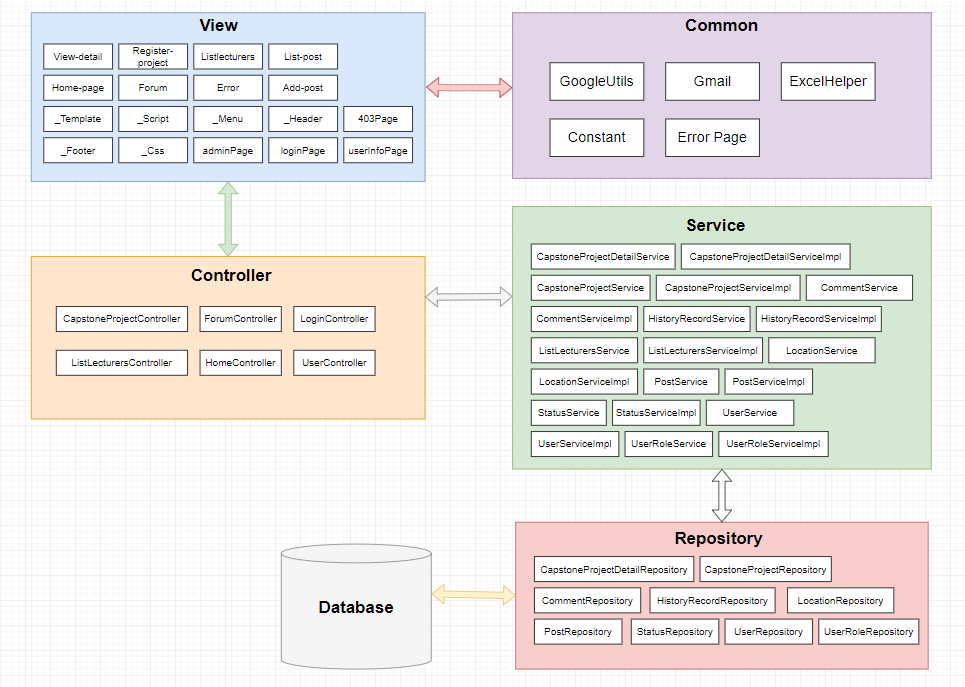 View
View-detail
Register-
project
Listlecturers
List-post
Home-page
Forum
Error
Add-post
_Template
_Script
_Menu
_Header
403Page
_Footer
_Css
adminPage
loginPage
userInfoPage
Common
GoogleUtils
Gmail
ExcelHelper
Constant
Error Page
Controller
CapstoneProjectController
ForumController
LoginController
ListLecturersController
HomeController
UserController
Service
CapstoneProjectDetailService
CapstoneProjectDetailServiceImpl
CapstoneProjectService
CapstoneProjectServiceImpl
CommentService
CommentServiceImpl
HistoryRecordService
HistoryRecordServiceImpl
ListLecturersService
ListLecturersServiceImpl
LocationService
LocationServiceImpl
PostService
PostServiceImpl
StatusService
StatusServiceImpl
UserService
UserServiceImpl
UserRoleService
UserRoleServiceImpl
Repository
CapstoneProjectDetailRepository
CapstoneProjectRepository
CommentRepository
HistoryRecordRepository
LocationRepository
PostRepository
StatusRepository
UserRepository
UserRoleRepository
Database